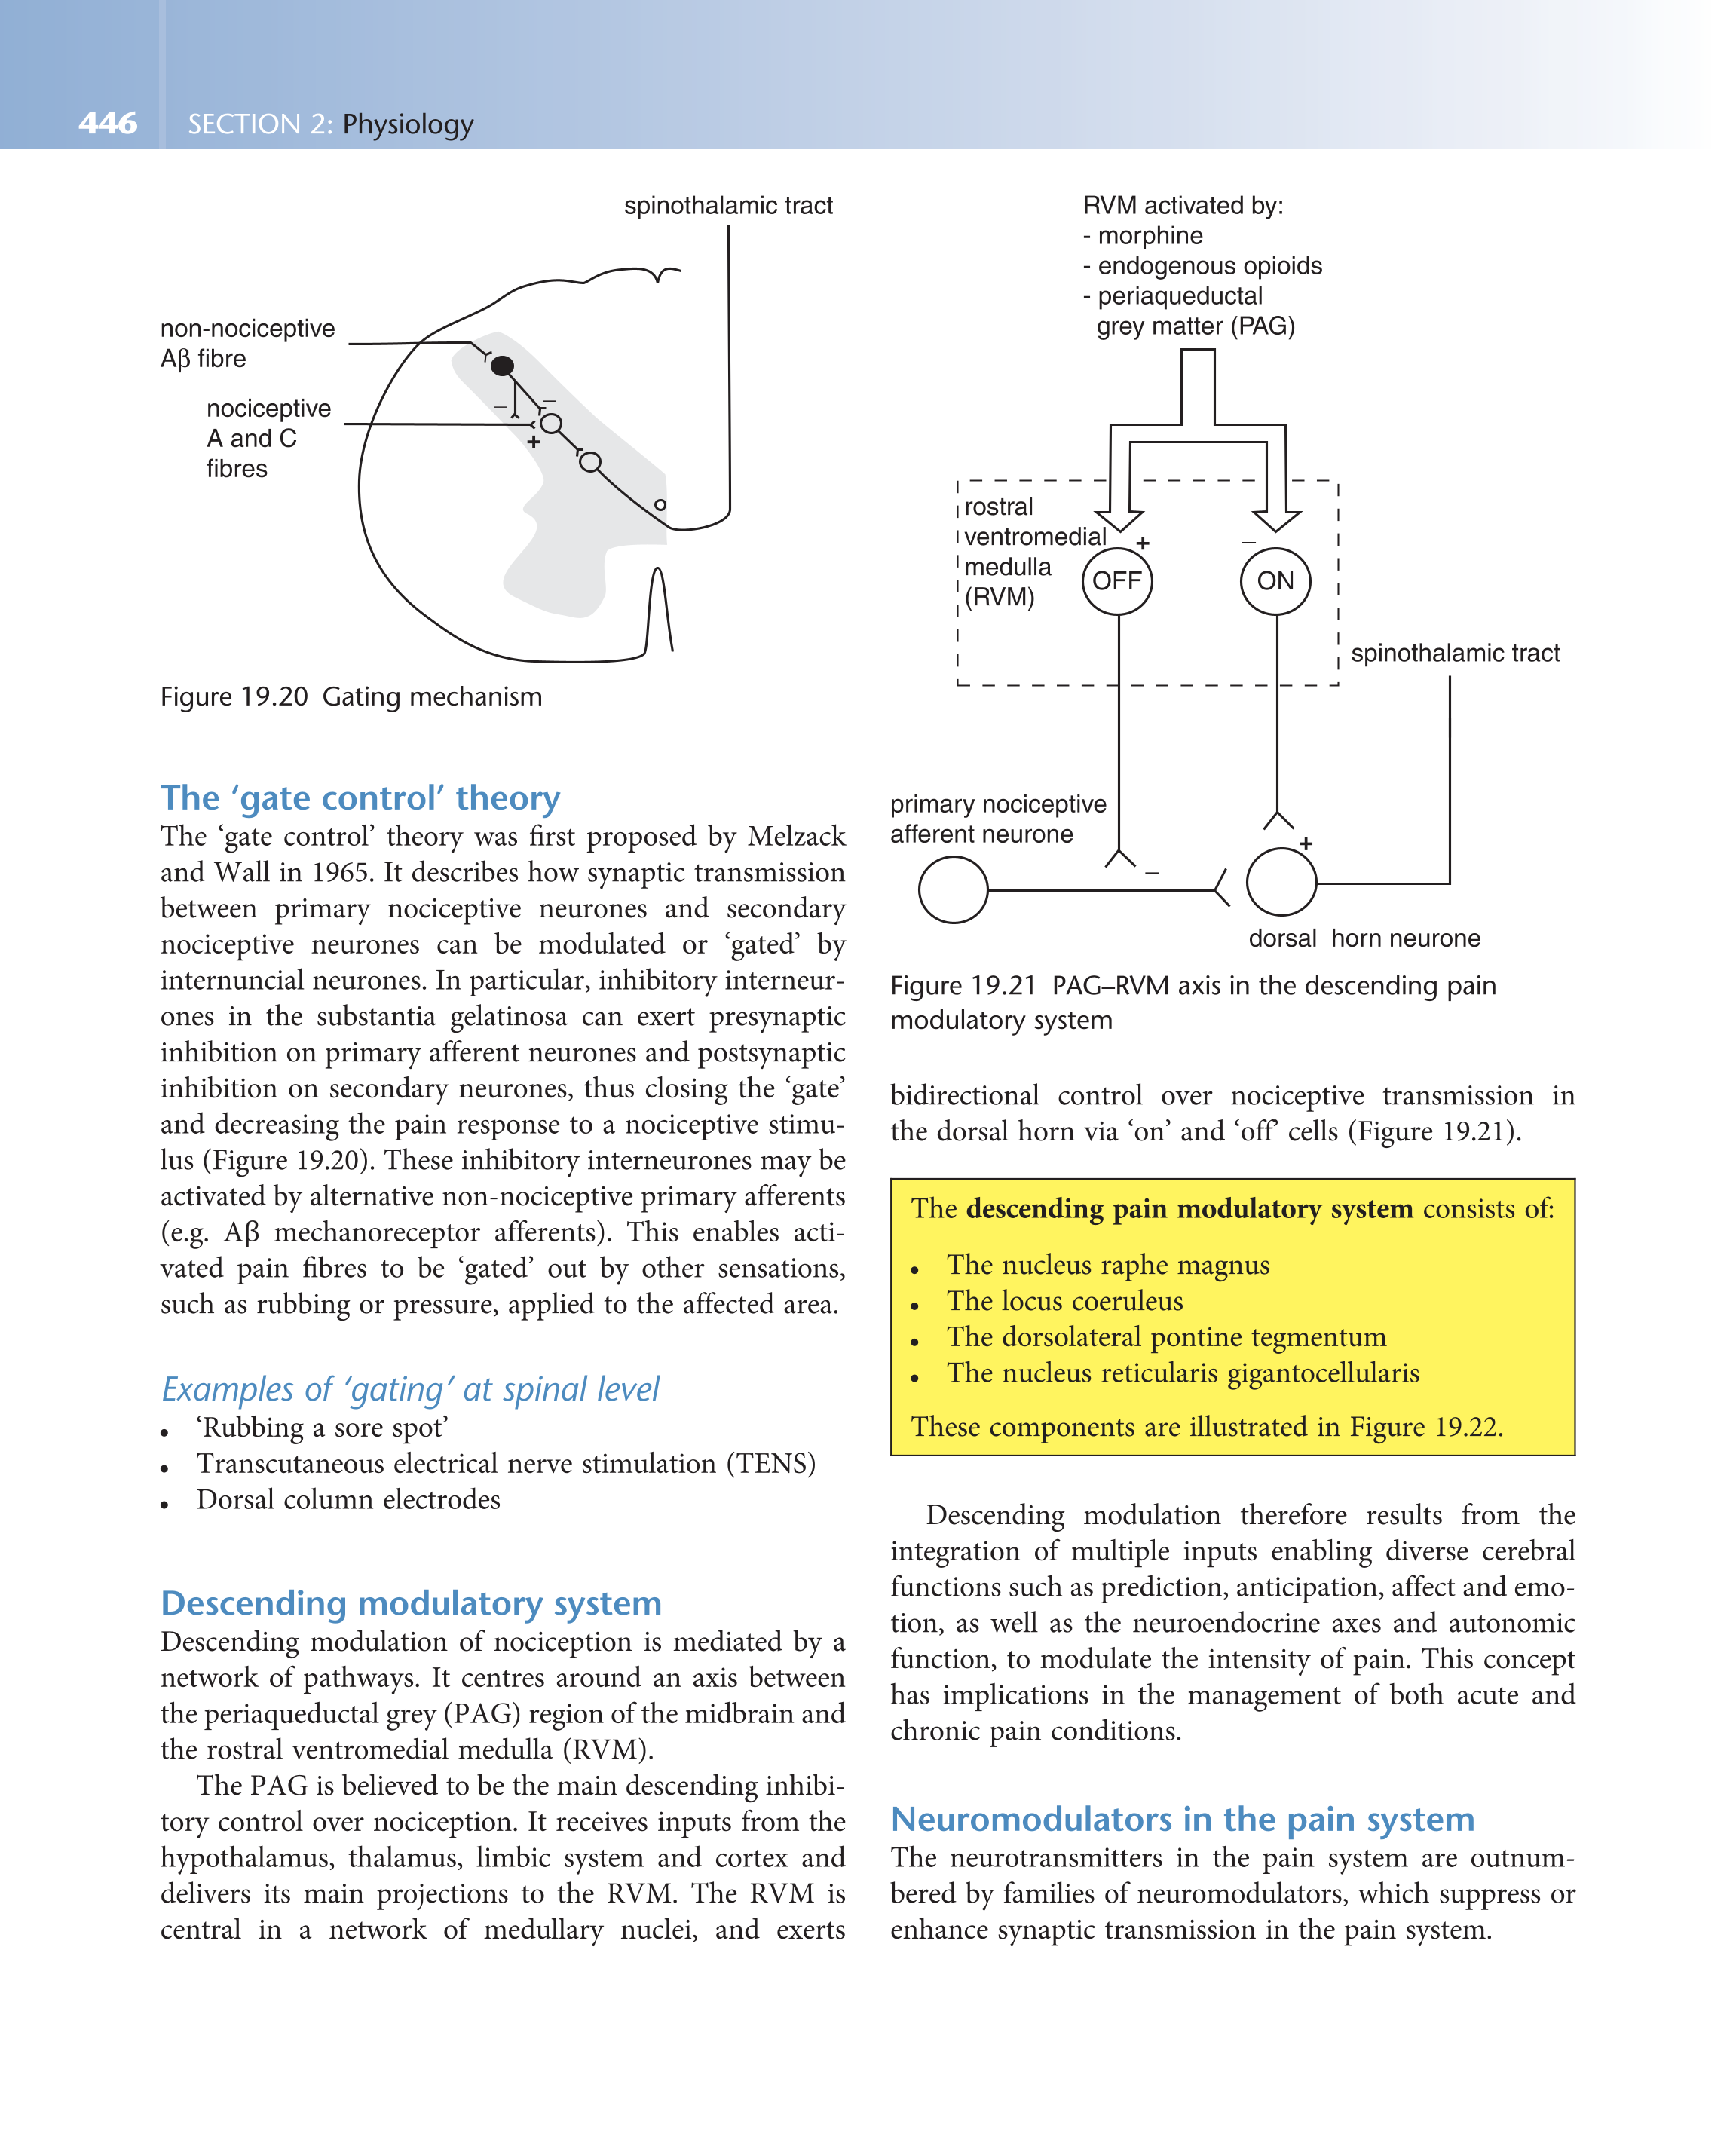 446 SECTION 2: Physiology
spinothalamic tract
non-nociceptive
Aβ fibre
nociceptive
A and C
fibres
–
–
+
Figure 19.20 Gating mechanism
The ‘gate control’ theory
The ‘gate control’ theory was first proposed by Melzack
and Wall in 1965. It describes how synaptic transmission
between primary nociceptive neurones and secondary
nociceptive neurones can be modulated or ‘gated’ by
internuncial neurones. In particular, inhibitory interneur-
ones in the substantia gelatinosa can exert presynaptic
inhibition on primary afferent neurones and postsynaptic
inhibition on secondary neurones, thus closing the ‘gate’
and decreasing the pain response to a nociceptive stimu-
lus (Figure 19.20). These inhibitory interneurones may be
activated by alternative non-nociceptive primary afferents
(e.g. Aβ mechanoreceptor afferents). This enables acti-
vated pain fibres to be ‘gated’ out by other sensations,
such as rubbing or pressure, applied to the affected area.
Examples of ‘gating’ at spinal level
• ‘Rubbing a sore spot’
• Transcutaneous electrical nerve stimulation (TENS)
• Dorsal column electrodes
Descending modulatory system
Descending modulation of nociception is mediated by a
network of pathways. It centres around an axis between
the periaqueductal grey (PAG) region of the midbrain and
the rostral ventromedial medulla (RVM).
The PAG is believed to be the main descending inhibi-
tory control over nociception. It receives inputs from the
hypothalamus, thalamus, limbic system and cortex and
delivers its main projections to the RVM. The RVM is
central in a network of medullary nuclei, and exerts
RVM activated by:
- morphine
- endogenous opioids
- periaqueductal
grey matter (PAG)
rostral
ventromedial
medulla
(RVM)
+
–
OFF
ON
spinothalamic tract
primary nociceptive
afferent neurone
–
+
dorsal horn neurone
Figure 19.21 PAG–RVM axis in the descending pain
modulatory system
bidirectional control over nociceptive transmission in
the dorsal horn via ‘on’ and ‘off’ cells (Figure 19.21).
The descending pain modulatory system consists of:
• The nucleus raphe magnus
• The locus coeruleus
• The dorsolateral pontine tegmentum
• The nucleus reticularis gigantocellularis
These components are illustrated in Figure 19.22.
Descending modulation therefore results from the
integration of multiple inputs enabling diverse cerebral
functions such as prediction, anticipation, affect and emo-
tion, as well as the neuroendocrine axes and autonomic
function, to modulate the intensity of pain. This concept
has implications in the management of both acute and
chronic pain conditions.
Neuromodulators in the pain system
The neurotransmitters in the pain system are outnum-
bered by families of neuromodulators, which suppress or
enhance synaptic transmission in the pain system.